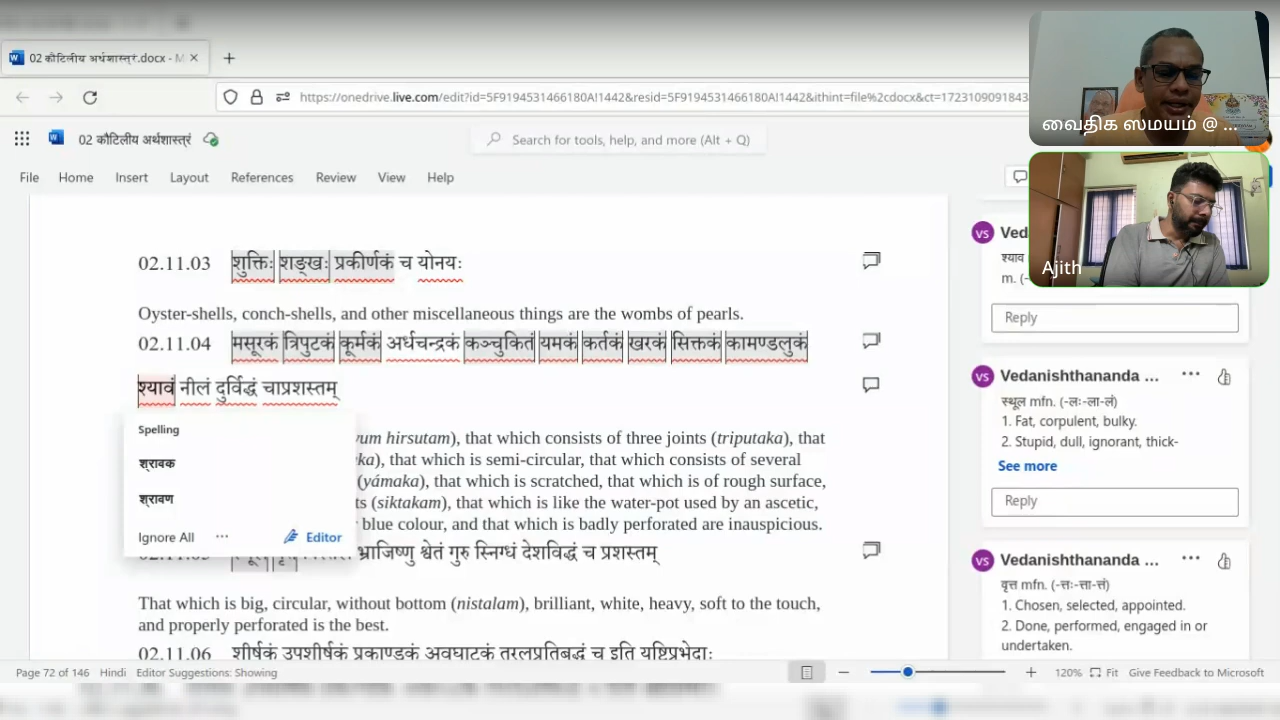 02 कौटिलीय अर्थशास्त्रं.docx - M
https://onedrive.live.com/edit?id=5F9194531466180A!1442&resid=5F9194531466180A!1442&ithint=file%2cdocx&ct=1723109091843
02 कौटिलीय अर्थशास्त्रं
Search for tools, help, and more (Alt + Q)
வைதிக ஸமயம் @ ...
File Home Insert Layout References Review View Help
Ajith
02.11.03 शुक्तिः शङ्खः प्रकीर्णकं च योनयः
Oyster-shells, conch-shells, and other miscellaneous things are the wombs of pearls.
02.11.04 मसूरकं त्रिपुटकं कूर्मकं अर्धचन्द्रकं कञ्चुकितं यमकं कर्तकं खरकं सिक्तकं कामण्डलुकं
श्यावं नीलं दुर्विद्धं चाप्रशस्तम्
Spelling
श्रावक
श्रावण
Ignore All ... Editor
yum hirsutam), that which consists of three joints (triputaka), that
ka), that which is semi-circular, that which consists of several
(yámaka), that which is scratched, that which is of rough surface,
ts (siktakam), that which is like the water-pot used by an ascetic,
blue colour, and that which is badly perforated are inauspicious.
भ्राजिष्णु श्वेतं गुरु स्निग्धं देशविद्धं च प्रशस्तम्
That which is big, circular, without bottom (nistalam), brilliant, white, heavy, soft to the touch,
and properly perforated is the best.
02.11.06 शीर्षकं उपशीर्षकं प्रकाण्डकं अवघाटकं तरलप्रतिबद्धं च इति यष्टिप्रभेदाः
VS Ved
श्याव
m. (-
Reply
VS Vedanishthananda ... ...
स्थूल mfn. (-लः-ला-लं)
1. Fat, corpulent, bulky.
2. Stupid, dull, ignorant, thick-
See more
Reply
VS Vedanishthananda ... ...
वृत्त mfn. (-त्तः-त्ता-त्तं)
1. Chosen, selected, appointed.
2. Done, performed, engaged in or
undertaken.
Page 72 of 146 Hindi Editor Suggestions: Showing
120% Fit Give Feedback to Microsoft